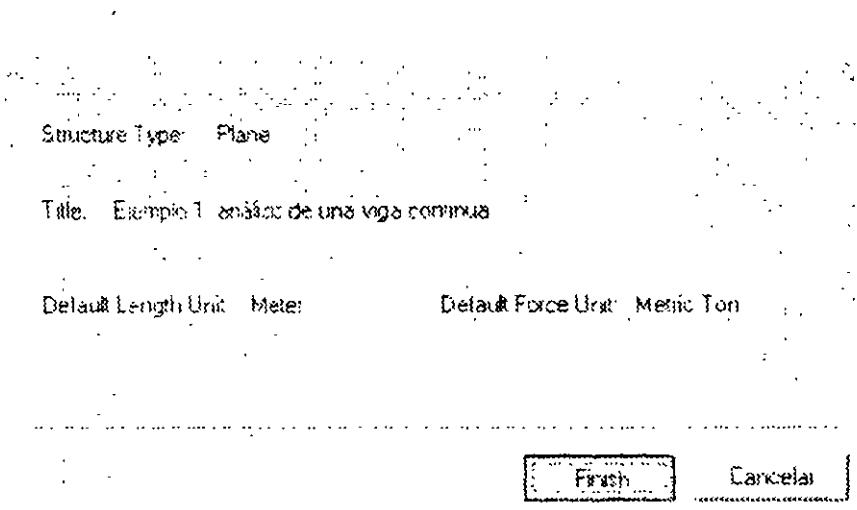 Structure Type: Plane
Title: Ejemplo 1 análisis de una viga continua
Default Length Unit: Meter Default Force Unit: Metric Ton
Finish Cancelar